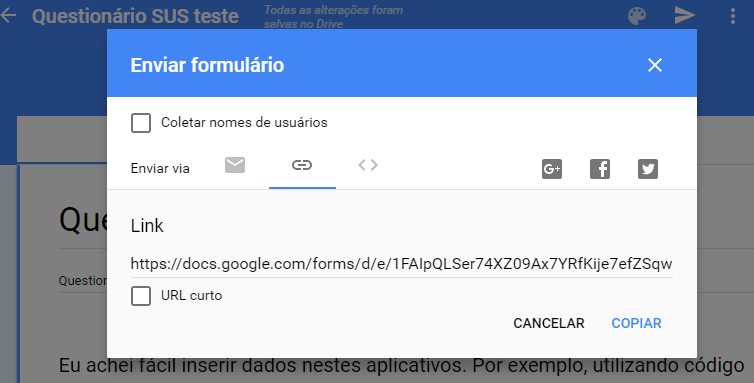 Questionário SUS teste
Todas as alterações foram
salvas no Drive
Enviar formulário
Coletar nomes de usuários
Enviar via
G+
Link
https://docs.google.com/forms/d/e/1FAIpQLSer74XZ09Ax7YRfKije7efZSqw
URL curto
CANCELAR
COPIAR
Eu achei fácil inserir dados nestes aplicativos. Por exemplo, utilizando código